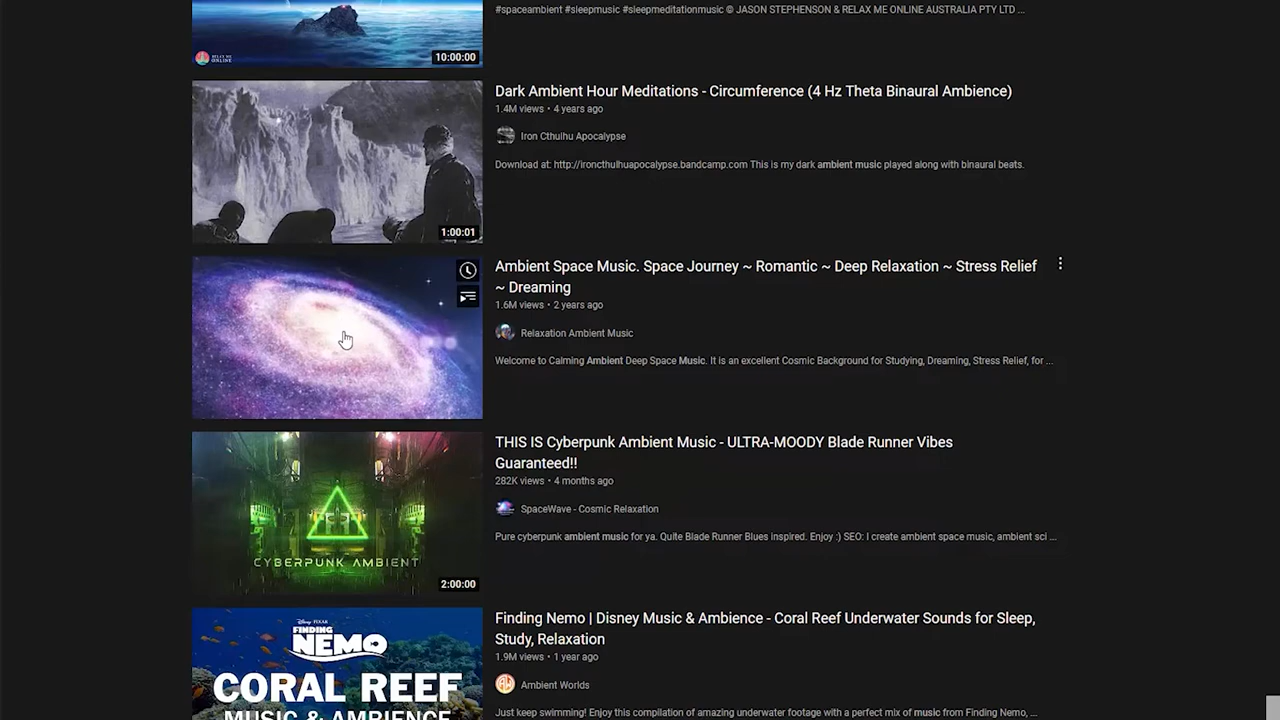 #spaceambient #sleepmusic #sleepmeditationmusic © JASON STEPHENSON & RELAX ME ONLINE AUSTRALIA PTY LTD ...
RELAX ME
ONLINE
10:00:00
Dark Ambient Hour Meditations - Circumference (4 Hz Theta Binaural Ambience)
1.4M views • 4 years ago
Iron Cthulhu Apocalypse
Download at: http://ironcthulhuapocalypse.bandcamp.com This is my dark ambient music played along with binaural beats.
1:00:01
Ambient Space Music. Space Journey ~ Romantic ~ Deep Relaxation ~ Stress Relief
~ Dreaming
1.6M views • 2 years ago
Relaxation Ambient Music
Welcome to Calming Ambient Deep Space Music. It is an excellent Cosmic Background for Studying, Dreaming, Stress Relief, for ...
THIS IS Cyberpunk Ambient Music - ULTRA-MOODY Blade Runner Vibes
Guaranteed!!
282K views • 4 months ago
SpaceWave - Cosmic Relaxation
Pure cyberpunk ambient music for ya. Quite Blade Runner Blues inspired. Enjoy :) SEO: I create ambient space music, ambient sci ...
CYBERPUNK AMBIENT
2:00:00
Finding Nemo | Disney Music & Ambience - Coral Reef Underwater Sounds for Sleep,
Study, Relaxation
1.9M views • 1 year ago
Ambient Worlds
Just keep swimming! Enjoy this compilation of amazing underwater footage with a perfect mix of music from Finding Nemo, ...
Disney PIXAR
FINDING
NEMO
CORAL REEF
MUSIC & AMBIENCE